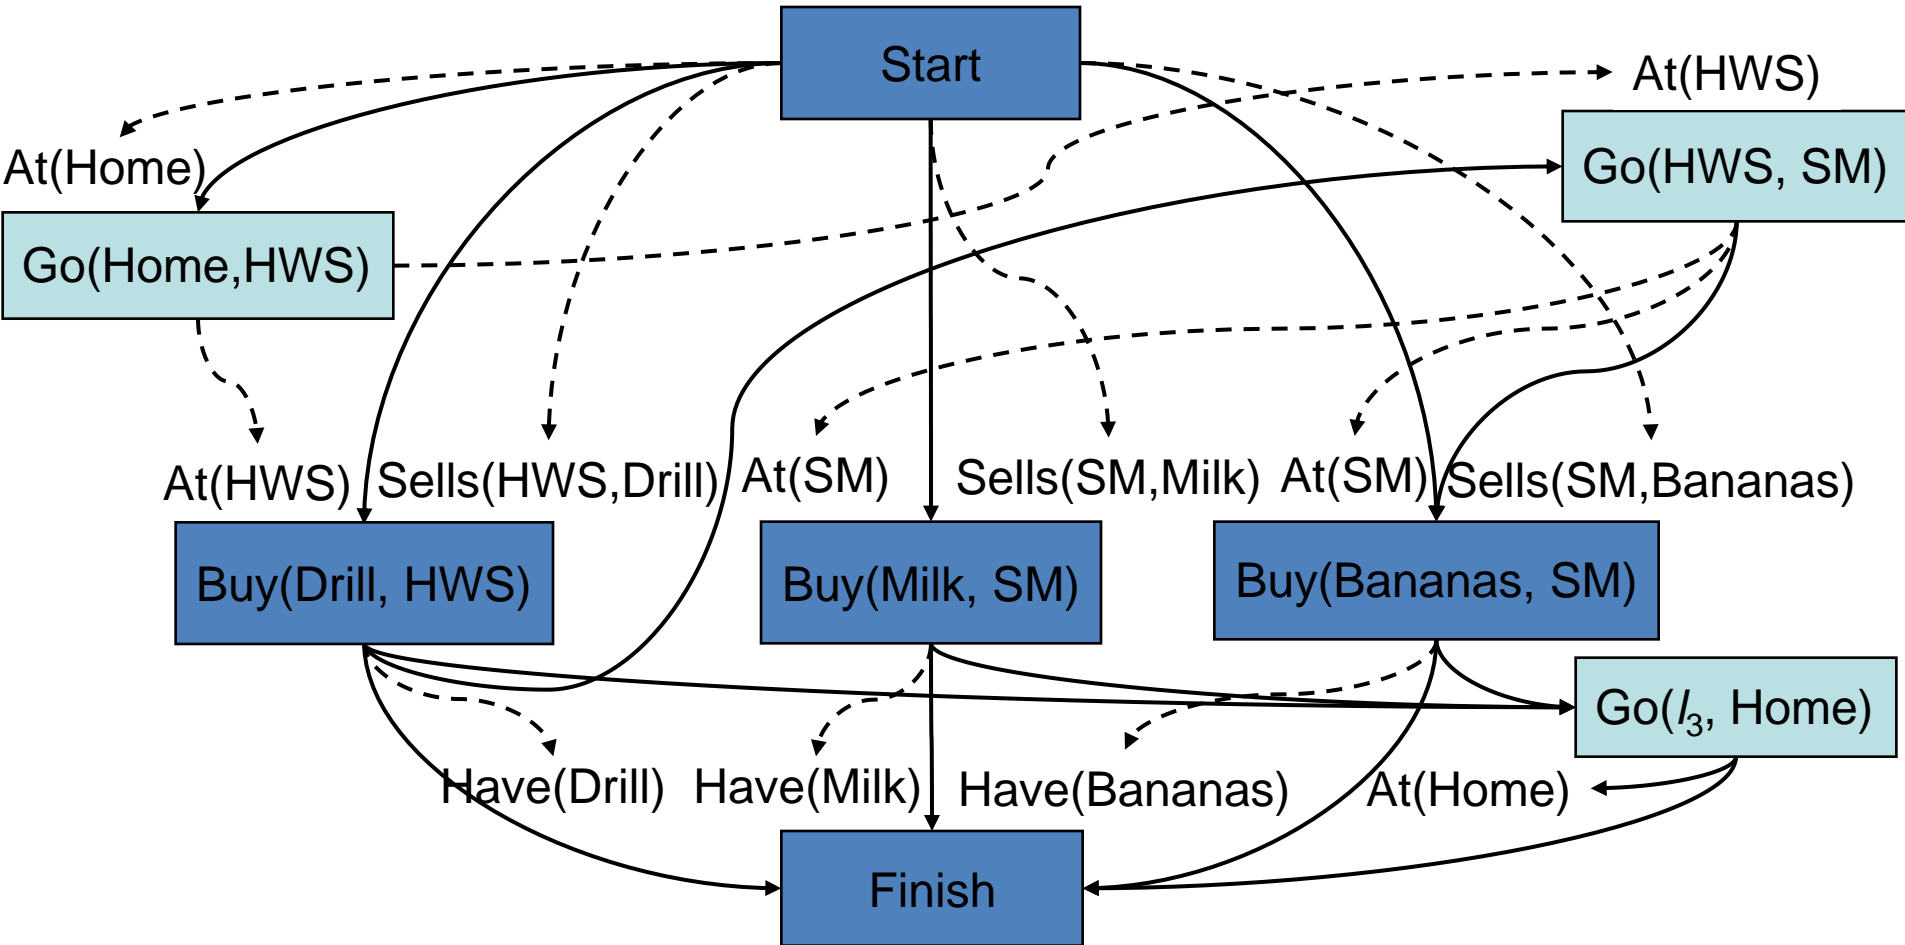 Start
At(HWS)
At(Home)
Go(HWS, SM)
Go(Home,HWS)
At(HWS)
Sells(HWS,Drill)
At(SM)
Sells(SM,Milk)
At(SM)
Sells(SM,Bananas)
Buy(Drill, HWS)
Buy(Milk, SM)
Buy(Bananas, SM)
Go(l₃, Home)
Have(Drill)
Have(Milk)
Have(Bananas)
At(Home)
Finish